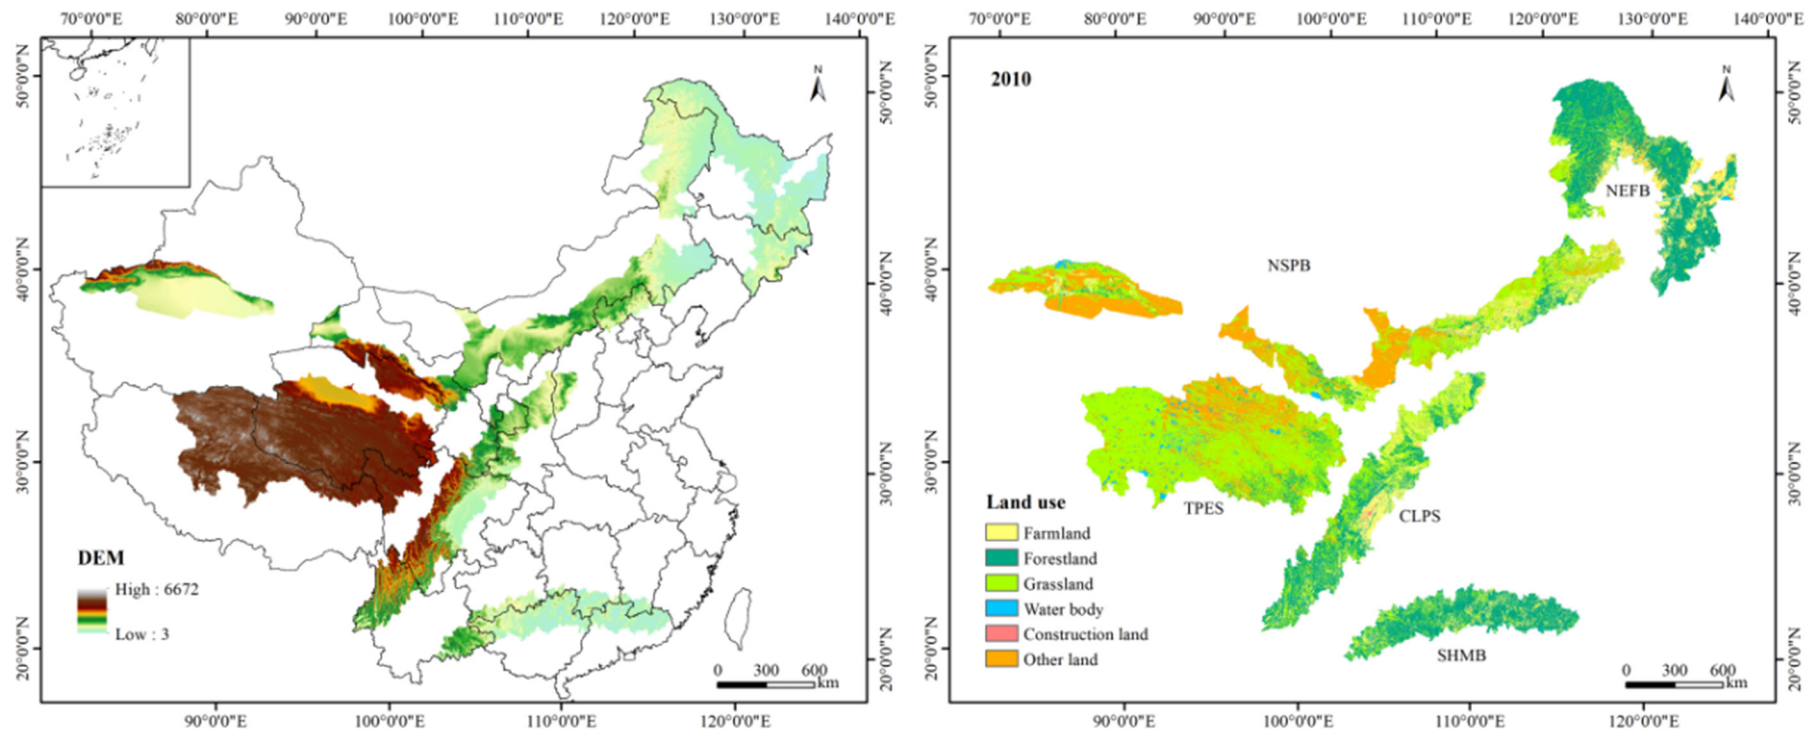 70°0'0"E 80°0'0"E 90°0'0"E 100°0'0"E 110°0'0"E 120°0'0"E 130°0'0"E 140°0'0"E
50°0'0"N
40°0'0"N
30°0'0"N
20°0'0"N
N
DEM
High : 6672
Low : 3
0 300 600
km
50°0'0"N
40°0'0"N
30°0'0"N
20°0'0"N
90°0'0"E 100°0'0"E 110°0'0"E 120°0'0"E
70°0'0"E 80°0'0"E 90°0'0"E 100°0'0"E 110°0'0"E 120°0'0"E 130°0'0"E 140°0'0"E
50°0'0"N
40°0'0"N
30°0'0"N
20°0'0"N
2010
N
NEFB
NSPB
TPES
CLPS
SHMB
Land use
Farmland
Forestland
Grassland
Water body
Construction land
Other land
0 300 600
km
50°0'0"N
40°0'0"N
30°0'0"N
20°0'0"N
90°0'0"E 100°0'0"E 110°0'0"E 120°0'0"E